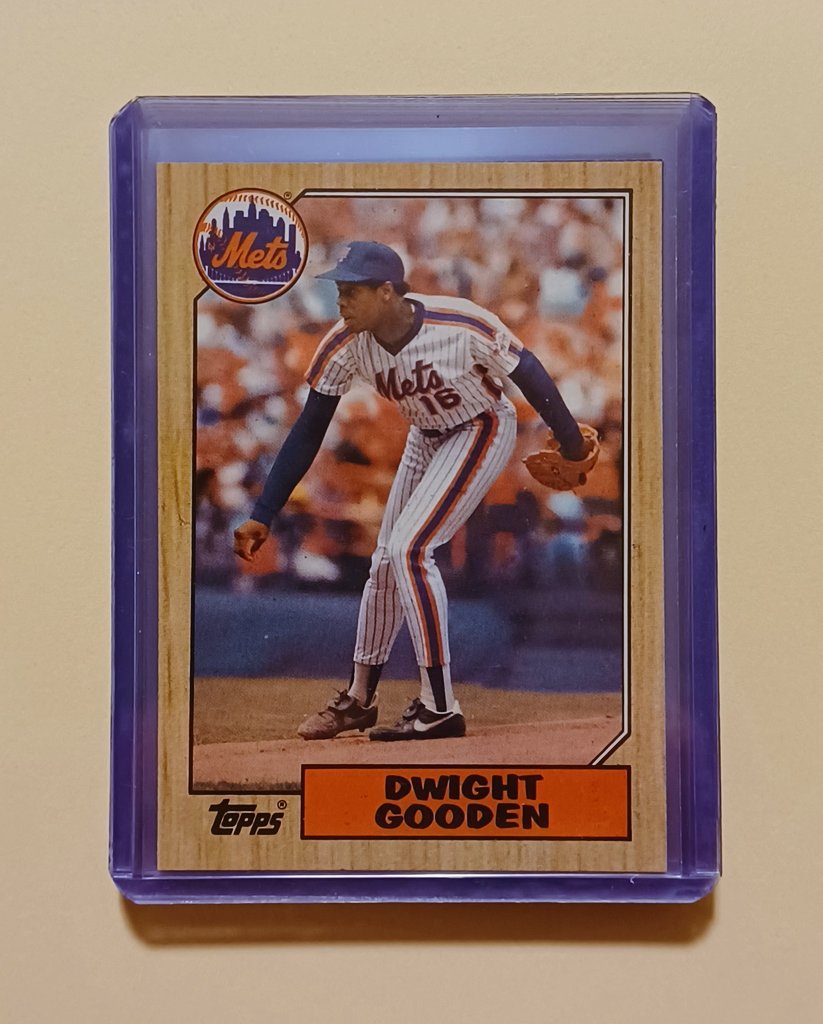 Mets
Mets
16
DWIGHT
GOODEN
Topps®